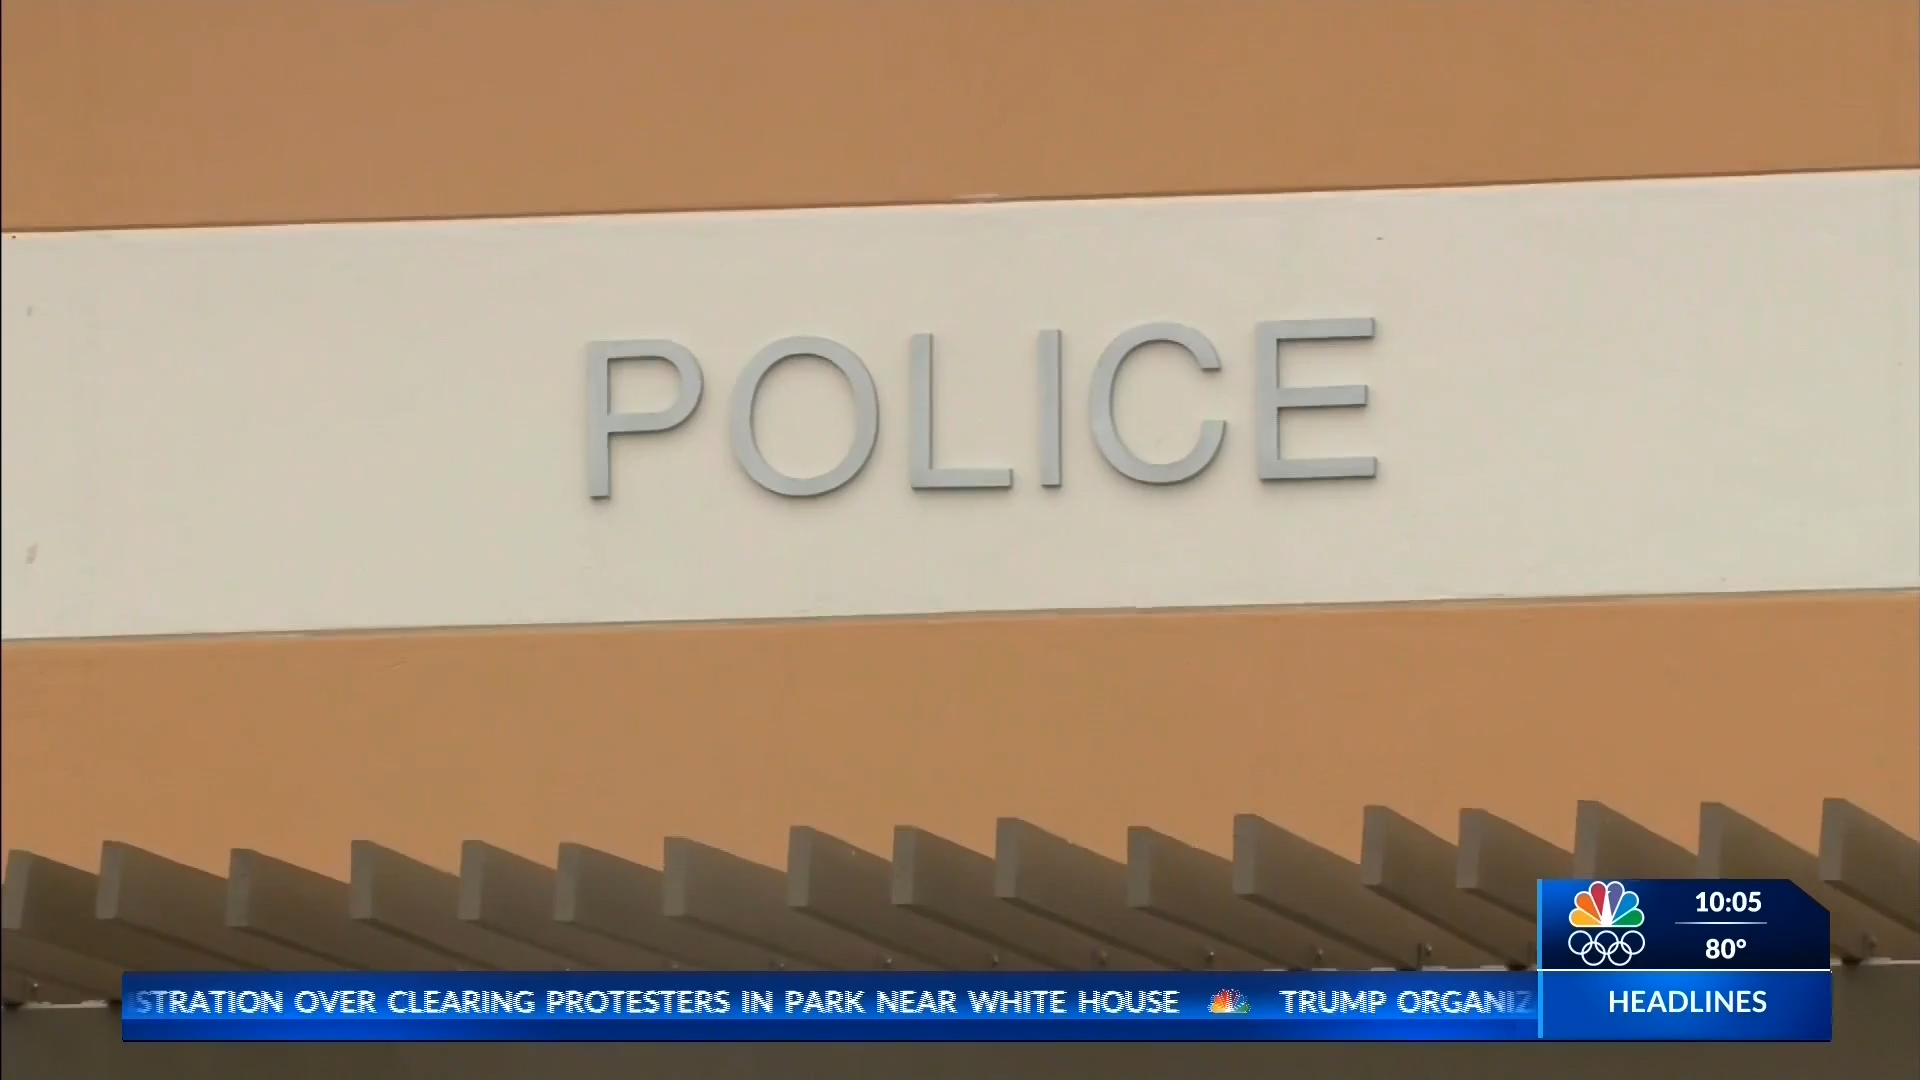 POLICE
10:05
80°
STRATION OVER CLEARING PROTESTERS IN PARK NEAR WHITE HOUSE TRUMP ORGANIZ
HEADLINES